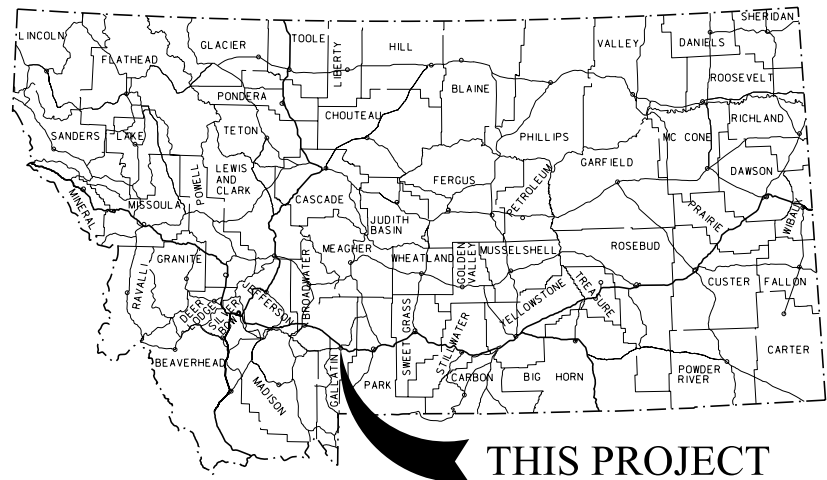 SHERIDAN
LINCOLN
GLACIER
TOOLE
LIBERTY
HILL
VALLEY
DANIELS
FLATHEAD
ROOSEVELT
BLAINE
PONDERA
CHOUTEAU
RICHLAND
TETON
SANDERS
LAKE
PHILLIPS
MC CONE
GARFIELD
LEWIS
AND
CLARK
POWELL
DAWSON
FERGUS
PETROLEUM
MINERAL
MISSOULA
CASCADE
PRAIRIE
WIBAUX
JUDITH
BASIN
MEAGHER
WHEATLAND
GOLDEN
VALLEY
MUSSELSHELL
ROSEBUD
GRANITE
BROADWATER
RAVALLI
JEFFERSON
CUSTER
FALLON
TREASURE
YELLOWSTONE
DEER
LODGE
SILVER
BOW
SWEET GRASS
STILLWATER
CARTER
BEAVERHEAD
MADISON
GALLATIN
PARK
CARBON
BIG HORN
POWDER
RIVER
THIS PROJECT